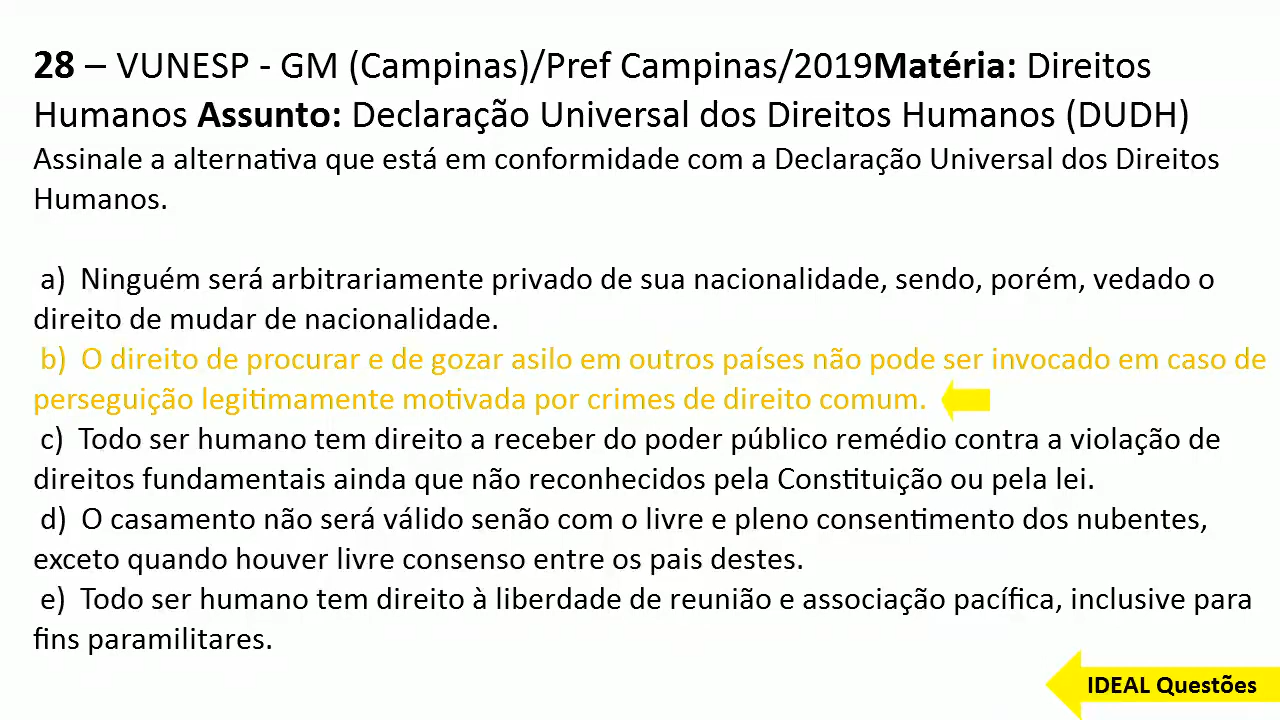 28 – VUNESP - GM (Campinas)/Pref Campinas/2019Matéria: Direitos
Humanos Assunto: Declaração Universal dos Direitos Humanos (DUDH)
Assinale a alternativa que está em conformidade com a Declaração Universal dos Direitos
Humanos.
a) Ninguém será arbitrariamente privado de sua nacionalidade, sendo, porém, vedado o
direito de mudar de nacionalidade.
b) O direito de procurar e de gozar asilo em outros países não pode ser invocado em caso de
perseguição legitimamente motivada por crimes de direito comum.
c) Todo ser humano tem direito a receber do poder público remédio contra a violação de
direitos fundamentais ainda que não reconhecidos pela Constituição ou pela lei.
d) O casamento não será válido senão com o livre e pleno consentimento dos nubentes,
exceto quando houver livre consenso entre os pais destes.
e) Todo ser humano tem direito à liberdade de reunião e associação pacífica, inclusive para
fins paramilitares.
IDEAL Questões